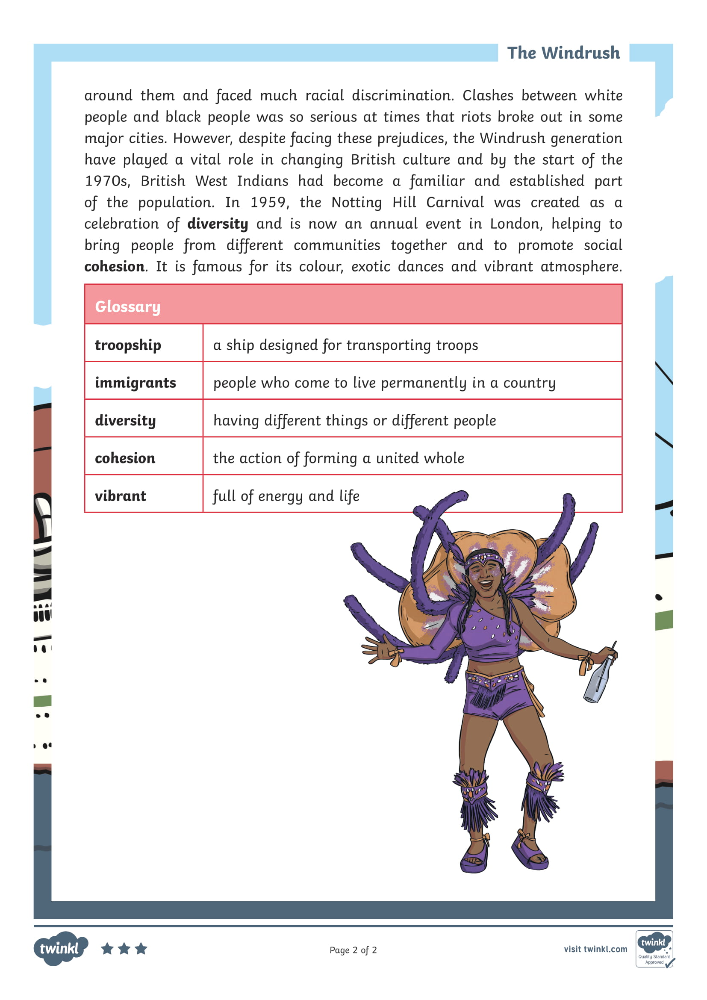 The Windrush
around them and faced much racial discrimination. Clashes between white
people and black people was so serious at times that riots broke out in some
major cities. However, despite facing these prejudices, the Windrush generation
have played a vital role in changing British culture and by the start of the
1970s, British West Indians had become a familiar and established part
of the population. In 1959, the Notting Hill Carnival was created as a
celebration of diversity and is now an annual event in London, helping to
bring people from different communities together and to promote social
cohesion. It is famous for its colour, exotic dances and vibrant atmosphere.
Glossary
troopship a ship designed for transporting troops
immigrants people who come to live permanently in a country
diversity having different things or different people
cohesion the action of forming a united whole
vibrant full of energy and life
twinkl
Page 2 of 2
visit twinkl.com
twinkl
Quality Standard
Approved